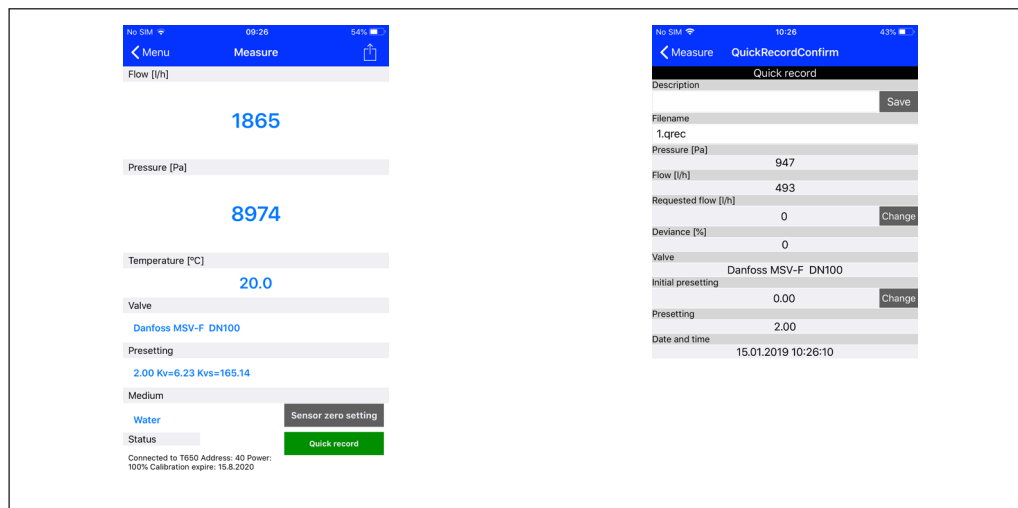 No SIM 09:26 54%
Menu Measure
Flow [l/h]
1865
Pressure [Pa]
8974
Temperature [°C]
20.0
Valve
Danfoss MSV-F DN100
Presetting
2.00 Kv=6.23 Kvs=165.14
Medium
Water
Sensor zero setting
Status
Quick record
Connected to T650 Address: 40 Power:
100% Calibration expire: 15.8.2020
No SIM 10:26 43%
Measure QuickRecordConfirm
Quick record
Description
Save
Filename
1.qrec
Pressure [Pa]
947
Flow [l/h]
493
Requested flow [l/h]
0 Change
Deviance [%]
0
Valve
Danfoss MSV-F DN100
Initial presetting
0.00 Change
Presetting
2.00
Date and time
15.01.2019 10:26:10